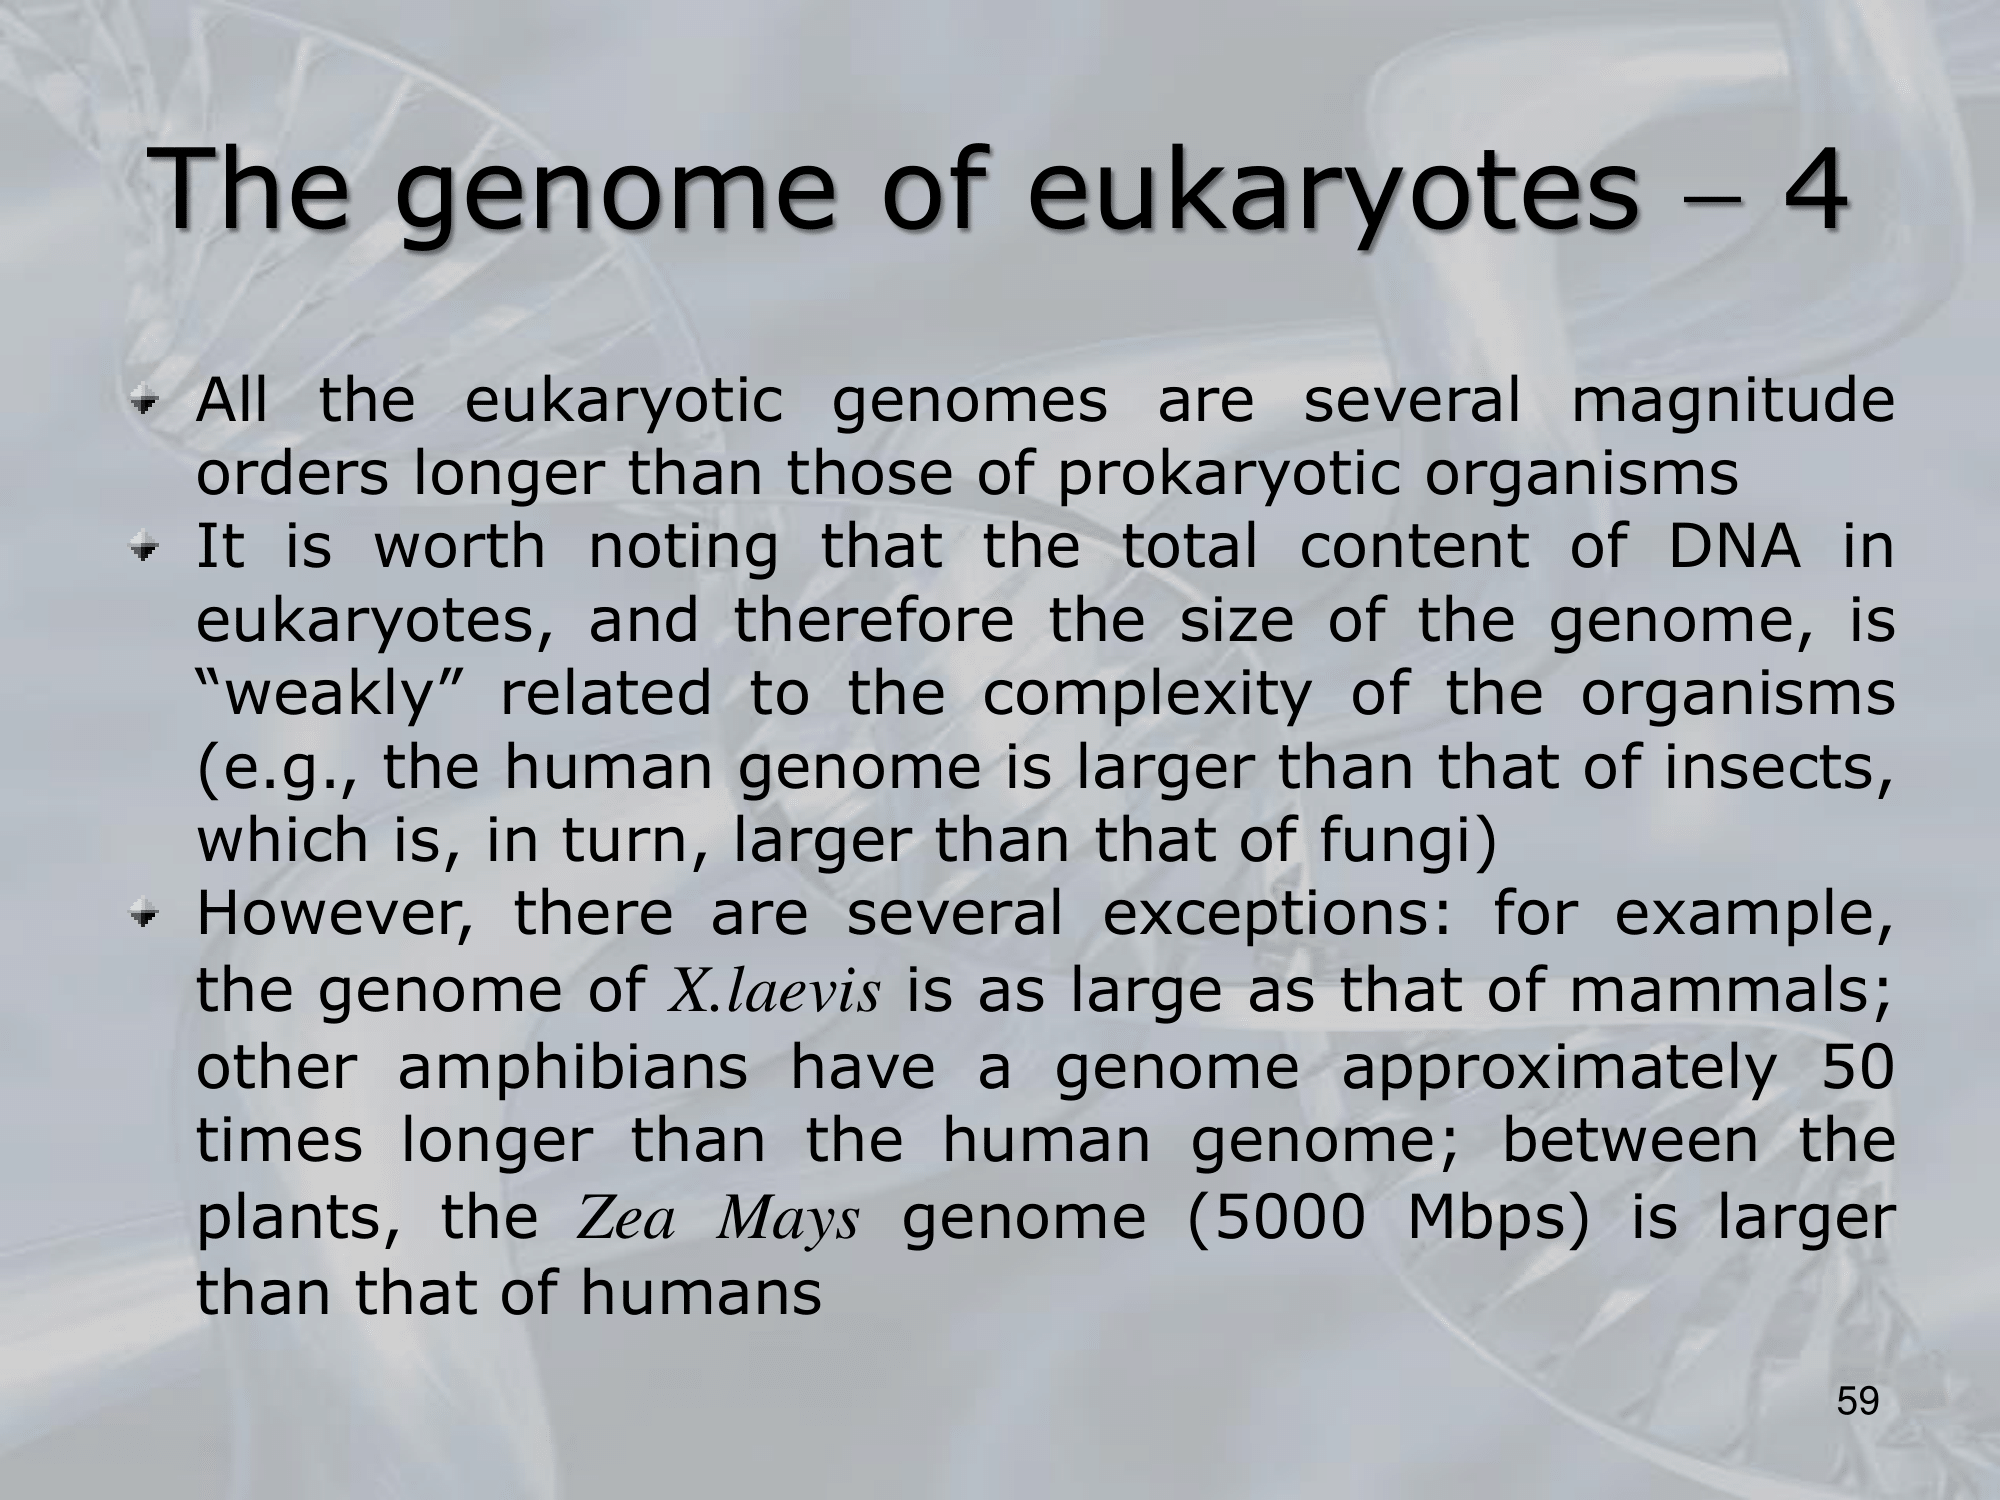 The genome of eukaryotes – 4
All the eukaryotic genomes are several magnitude
orders longer than those of prokaryotic organisms
It is worth noting that the total content of DNA in
eukaryotes, and therefore the size of the genome, is
“weakly” related to the complexity of the organisms
(e.g., the human genome is larger than that of insects,
which is, in turn, larger than that of fungi)
However, there are several exceptions: for example,
the genome of X.laevis is as large as that of mammals;
other amphibians have a genome approximately 50
times longer than the human genome; between the
plants, the Zea Mays genome (5000 Mbps) is larger
than that of humans
59